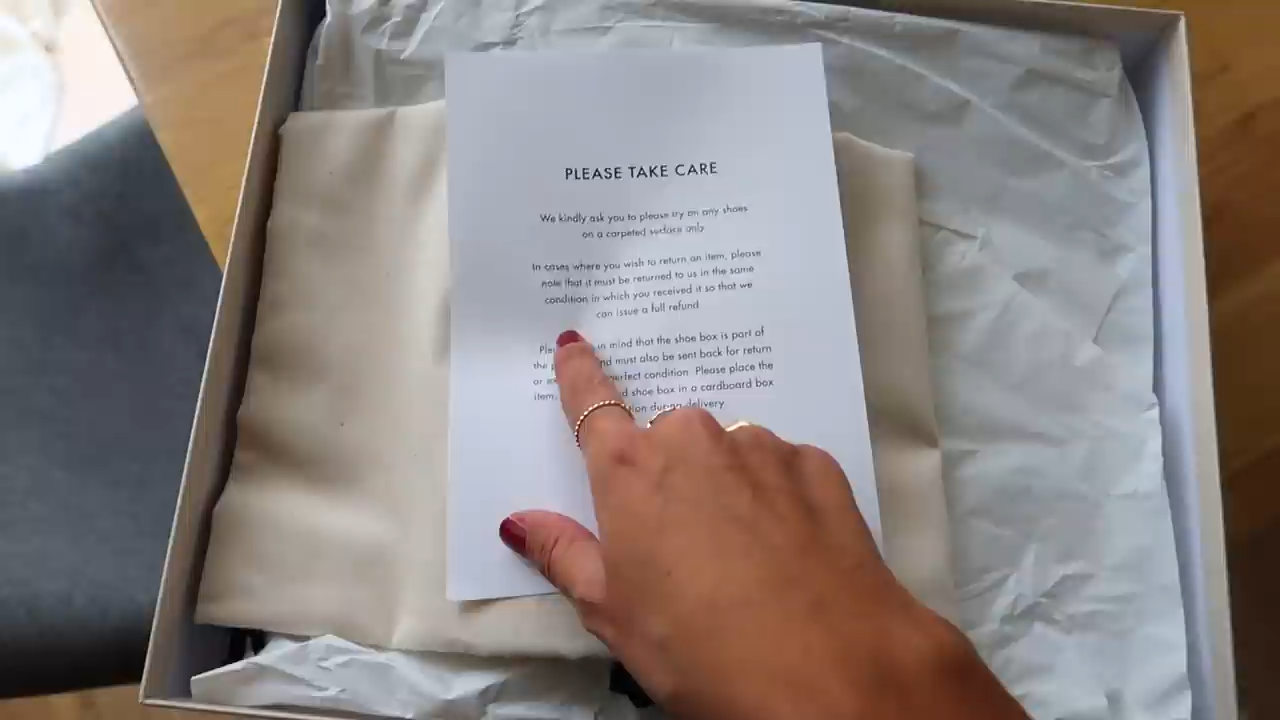 PLEASE TAKE CARE
We kindly ask you to please try on any shoes
on a carpeted surface only
In cases where you wish to return an item, please
note that it must be returned to us in the same
condition in which you received it so that we
can issue a full refund
in mind that the shoe box is part of
the must also be sent back for return
or perfect condition. Please place the
item, shoe box in a cardboard box
during delivery